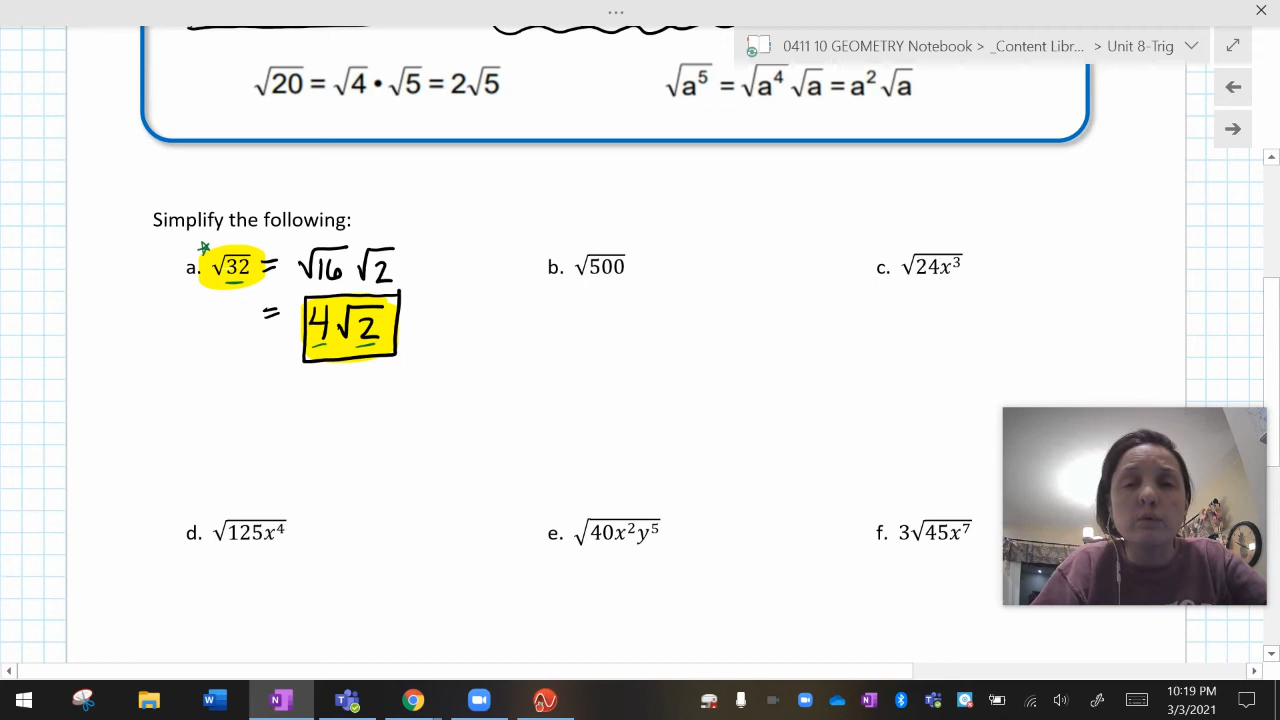 0411 10 GEOMETRY Notebook > _Content Libr... > Unit 8-Trig
√20 = √4 • √5 = 2√5
√a⁵ = √a⁴ √a = a² √a
Simplify the following:
a. √32 = √16 √2
= 4√2
b. √500
c. √24x³
d. √125x⁴
e. √40x²y⁵
f. 3√45x⁷
10:19 PM
3/3/2021